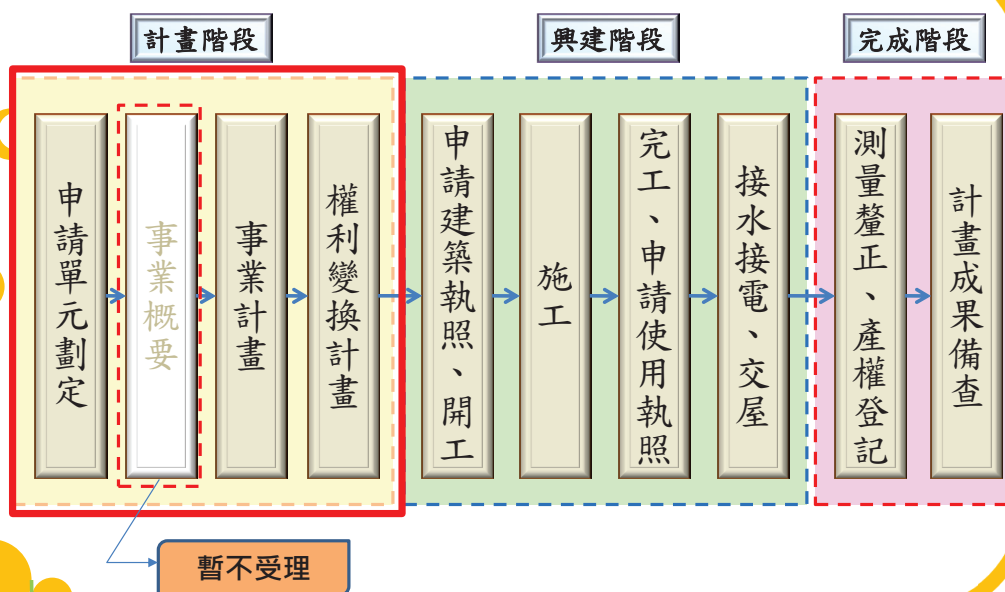 計畫階段
興建階段
完成階段
申請單元劃定
事業概要
事業計畫
權利變換計畫
申請建築執照、開工
施工
完工、申請使用執照
接水接電、交屋
測量釐正、產權登記
計畫成果備查
暫不受理